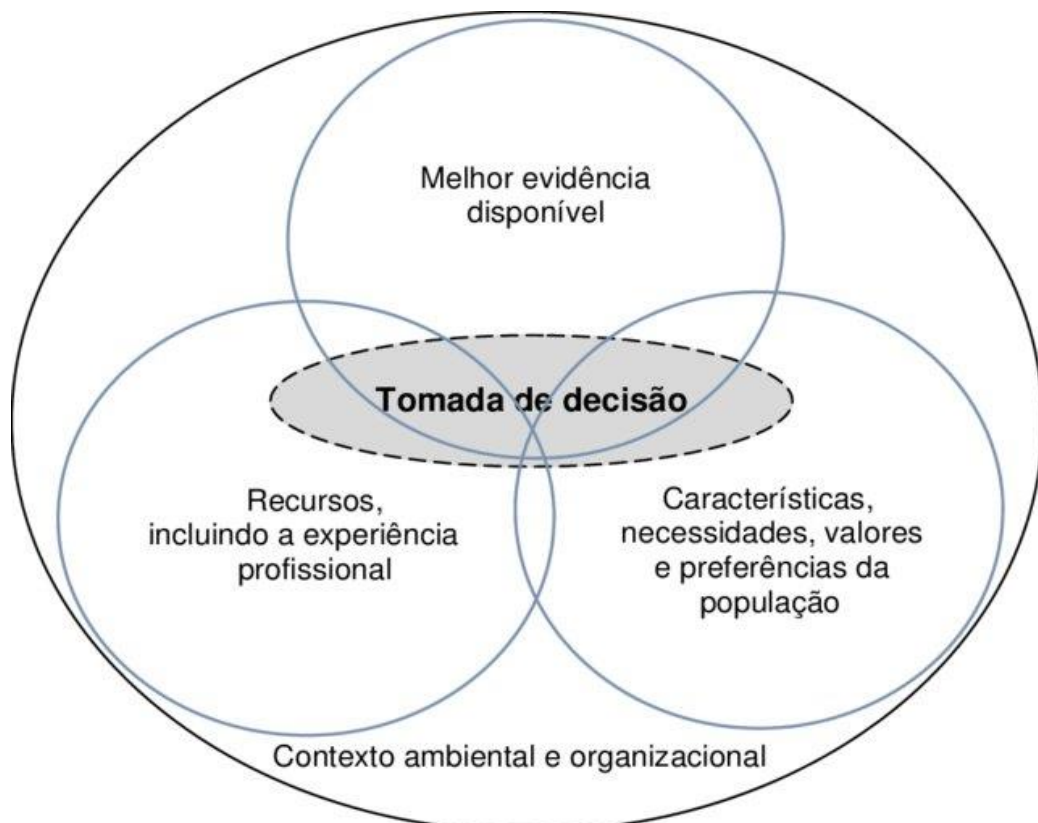 Melhor evidência
disponível
Tomada de decisão
Recursos,
incluindo a experiência
profissional
Características,
necessidades, valores
e preferências da
população
Contexto ambiental e organizacional